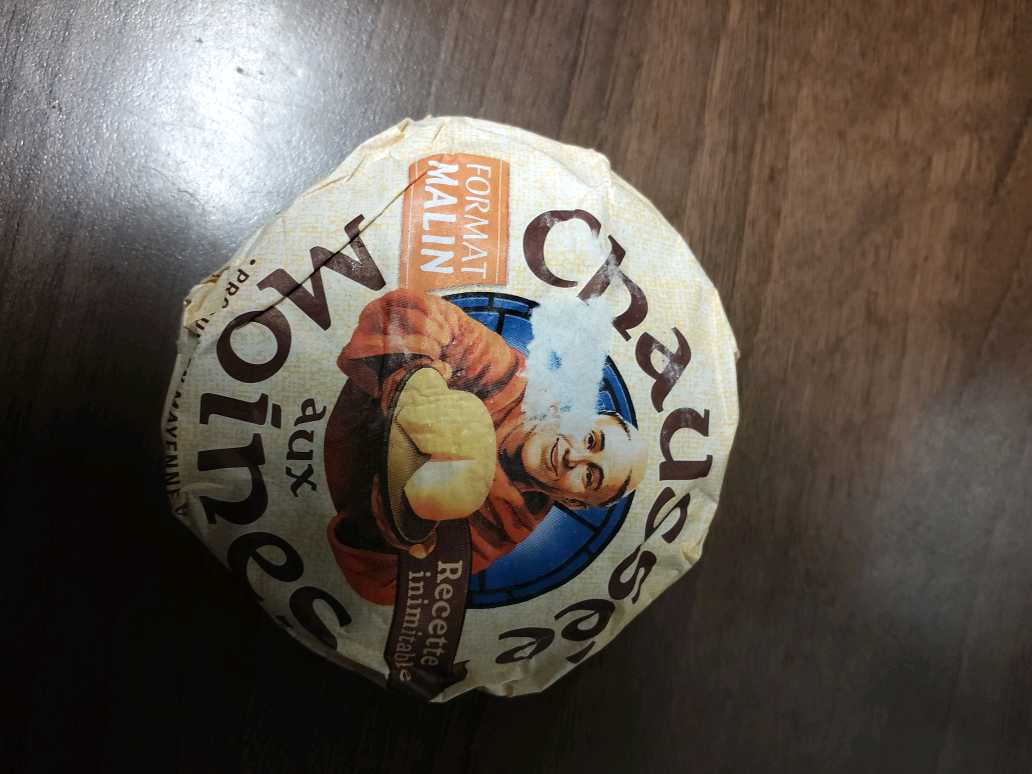 FORMAT
MALIN
Chaussée
aux
Moines
Recette
inimitable